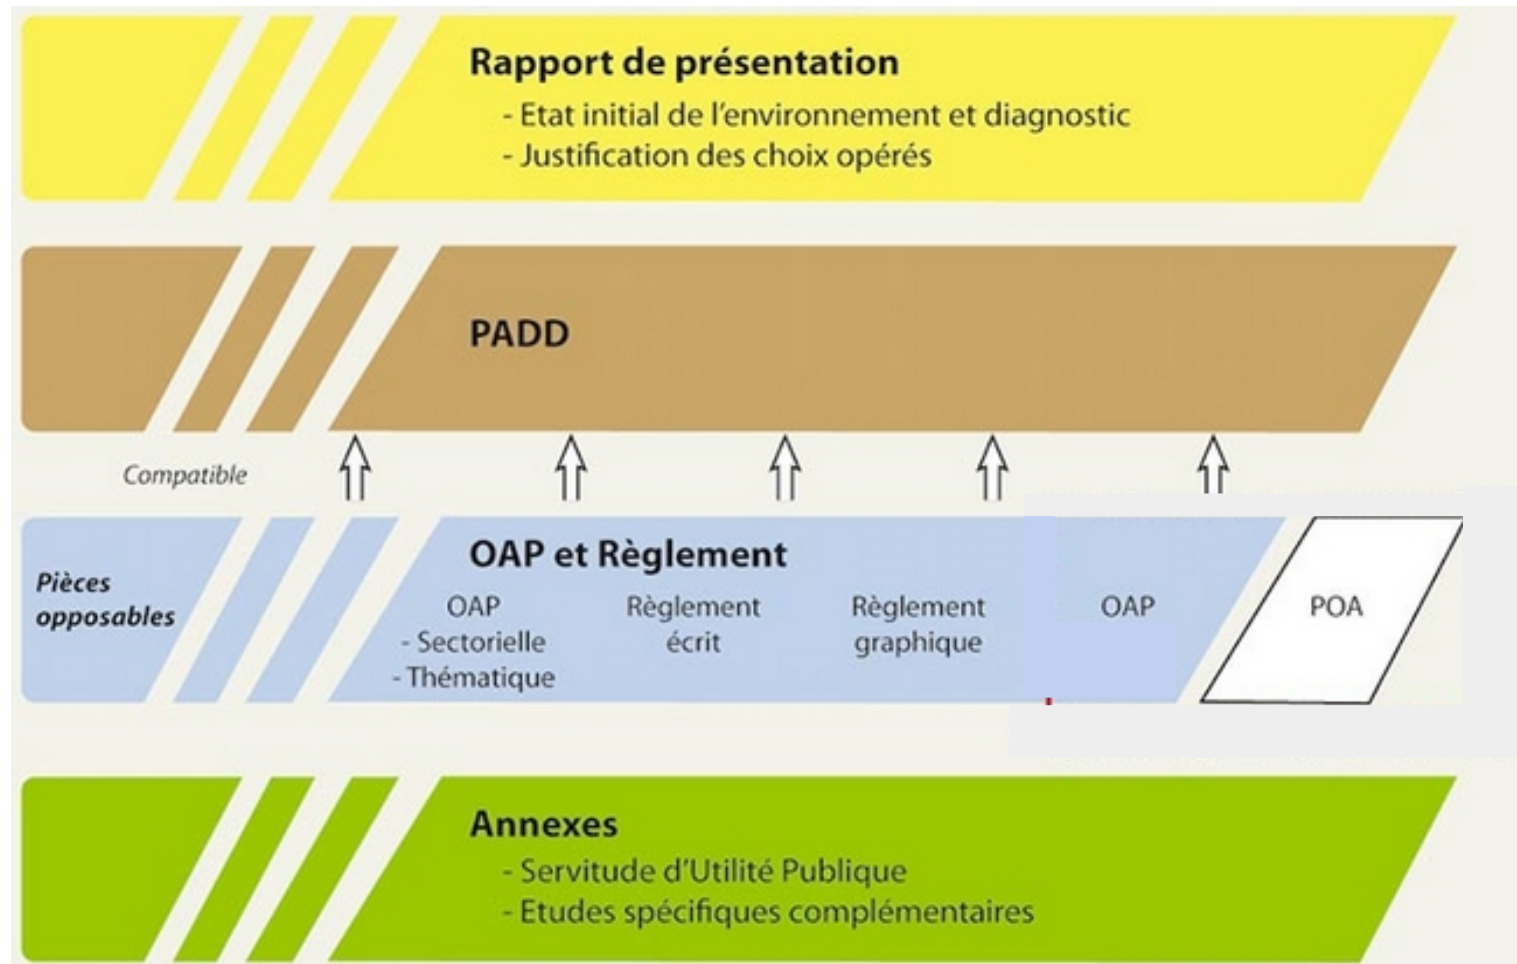 Rapport de présentation
- Etat initial de l'environnement et diagnostic
- Justification des choix opérés
PADD
Compatible
Pièces
opposables
OAP et Règlement
OAP
- Sectorielle
- Thématique
Règlement
écrit
Règlement
graphique
OAP
POA
Annexes
- Servitude d'Utilité Publique
- Etudes spécifiques complémentaires